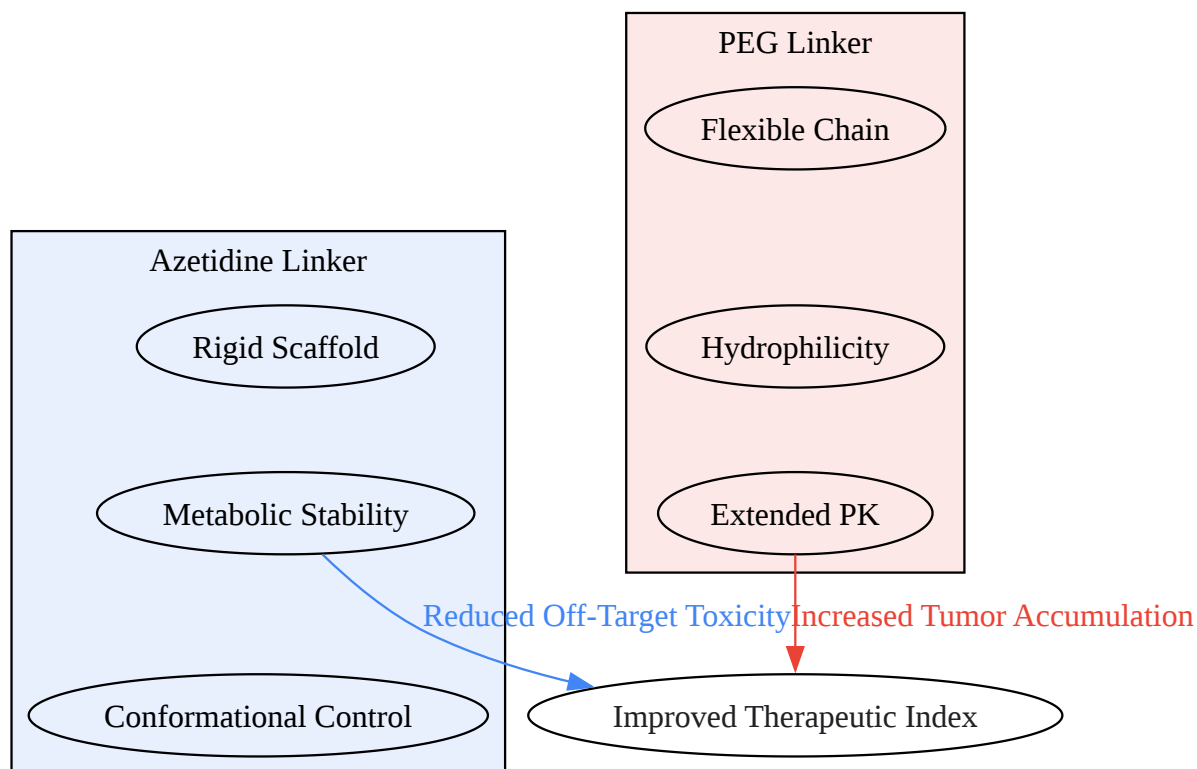 PEG Linker
Flexible Chain
Azetidine Linker
Rigid Scaffold
Hydrophilicity
Metabolic Stability
Extended PK
Reduced Off-Target Toxicity
Increased Tumor Accumulation
Conformational Control
Improved Therapeutic Index